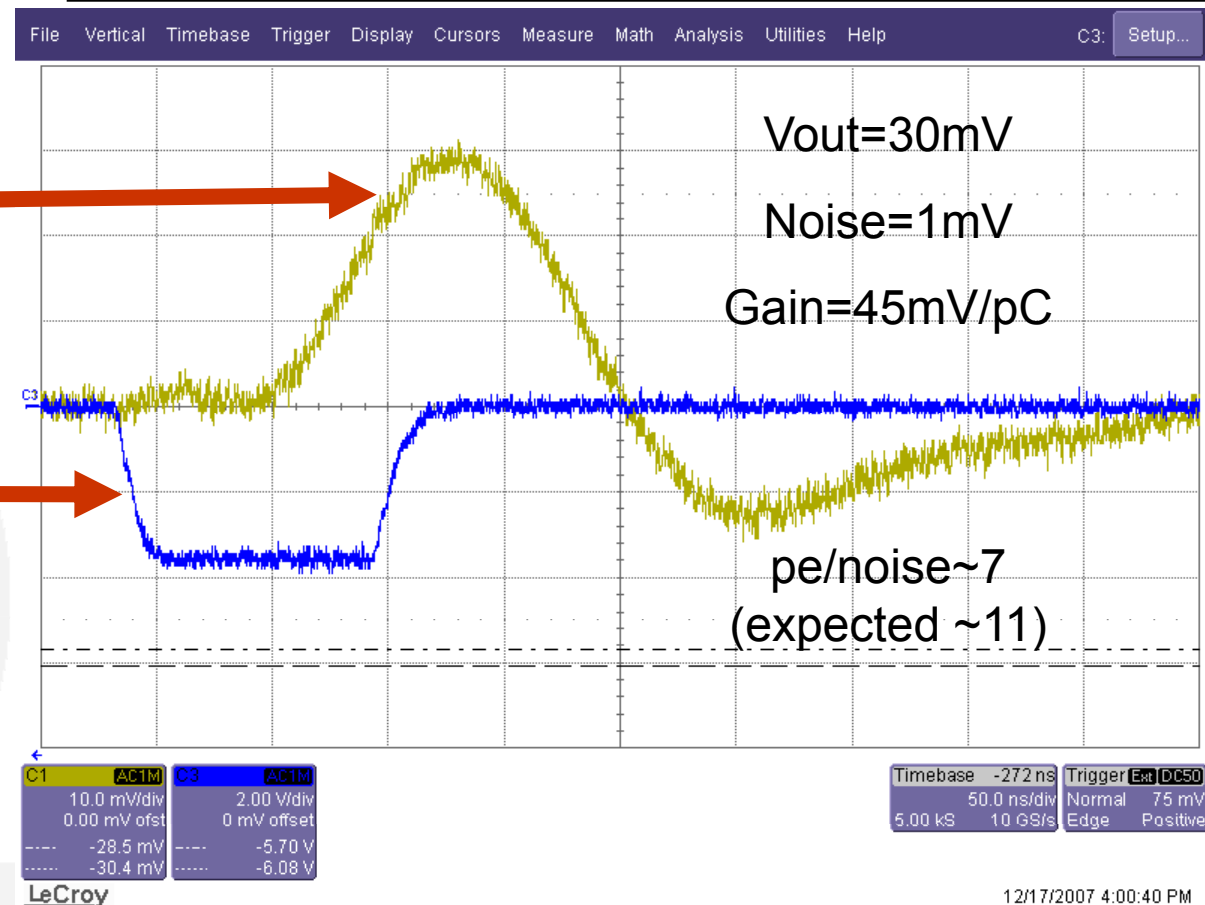 File Vertical Timebase Trigger Display Cursors Measure Math Analysis Utilities Help C3: Setup...
Vout=30mV
Noise=1mV
Gain=45mV/pC
C3
pe/noise~7
(expected ~11)
C1 AC1M
10.0 mV/div
0.00 mV ofst
-28.5 mV
-30.4 mV
C3 AC1M
2.00 V/div
0 mV offset
-5.70 V
-6.08 V
Timebase -272 ns
50.0 ns/div
5.00 kS 10 GS/s
Trigger Ext DC50
Normal 75 mV
Edge Positive
LeCroy
12/17/2007 4:00:40 PM